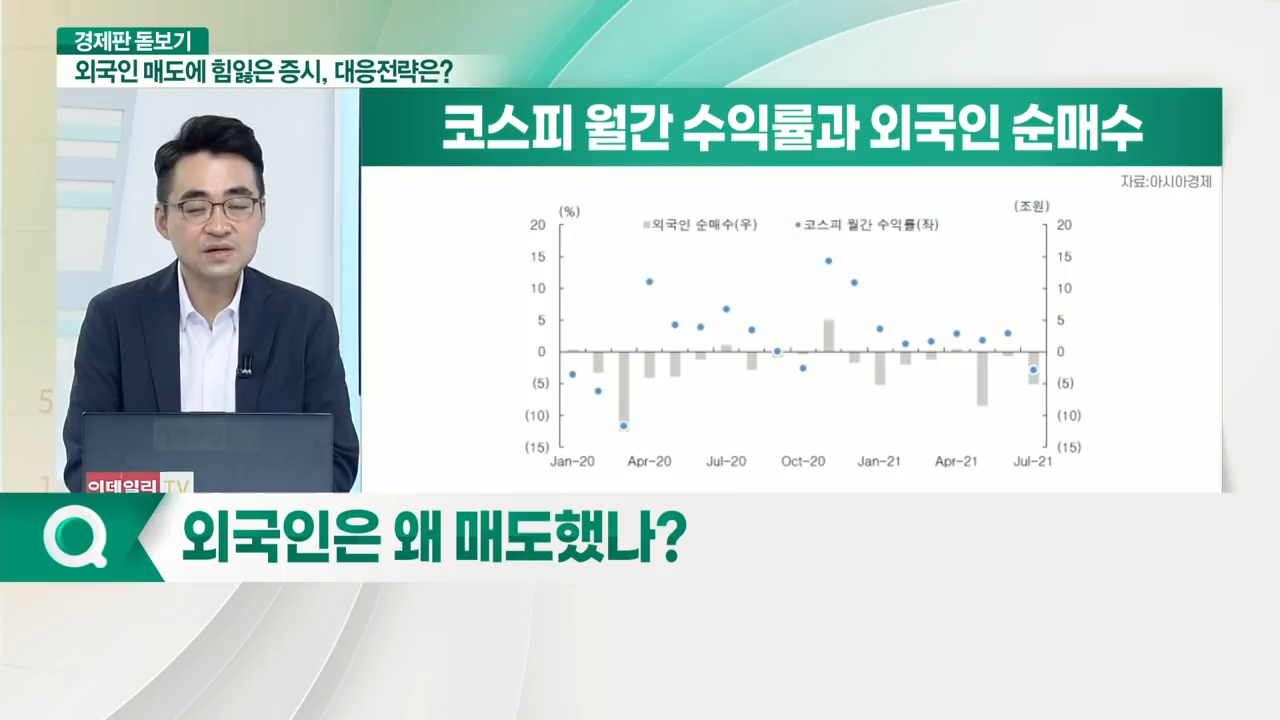 경제판 돋보기
외국인 매도에 힘잃은 증시, 대응전략은?
코스피 월간 수익률과 외국인 순매수
자료:아시아경제
(%) (조원)
외국인 순매수(우) 코스피 월간 수익률(좌)
20 20
15 15
10 10
5 5
0 0
(5) (5)
(10) (10)
(15) (15)
Jan-20 Apr-20 Jul-20 Oct-20 Jan-21 Apr-21 Jul-21
5
1
이데일리 TV
Q 외국인은 왜 매도했나?